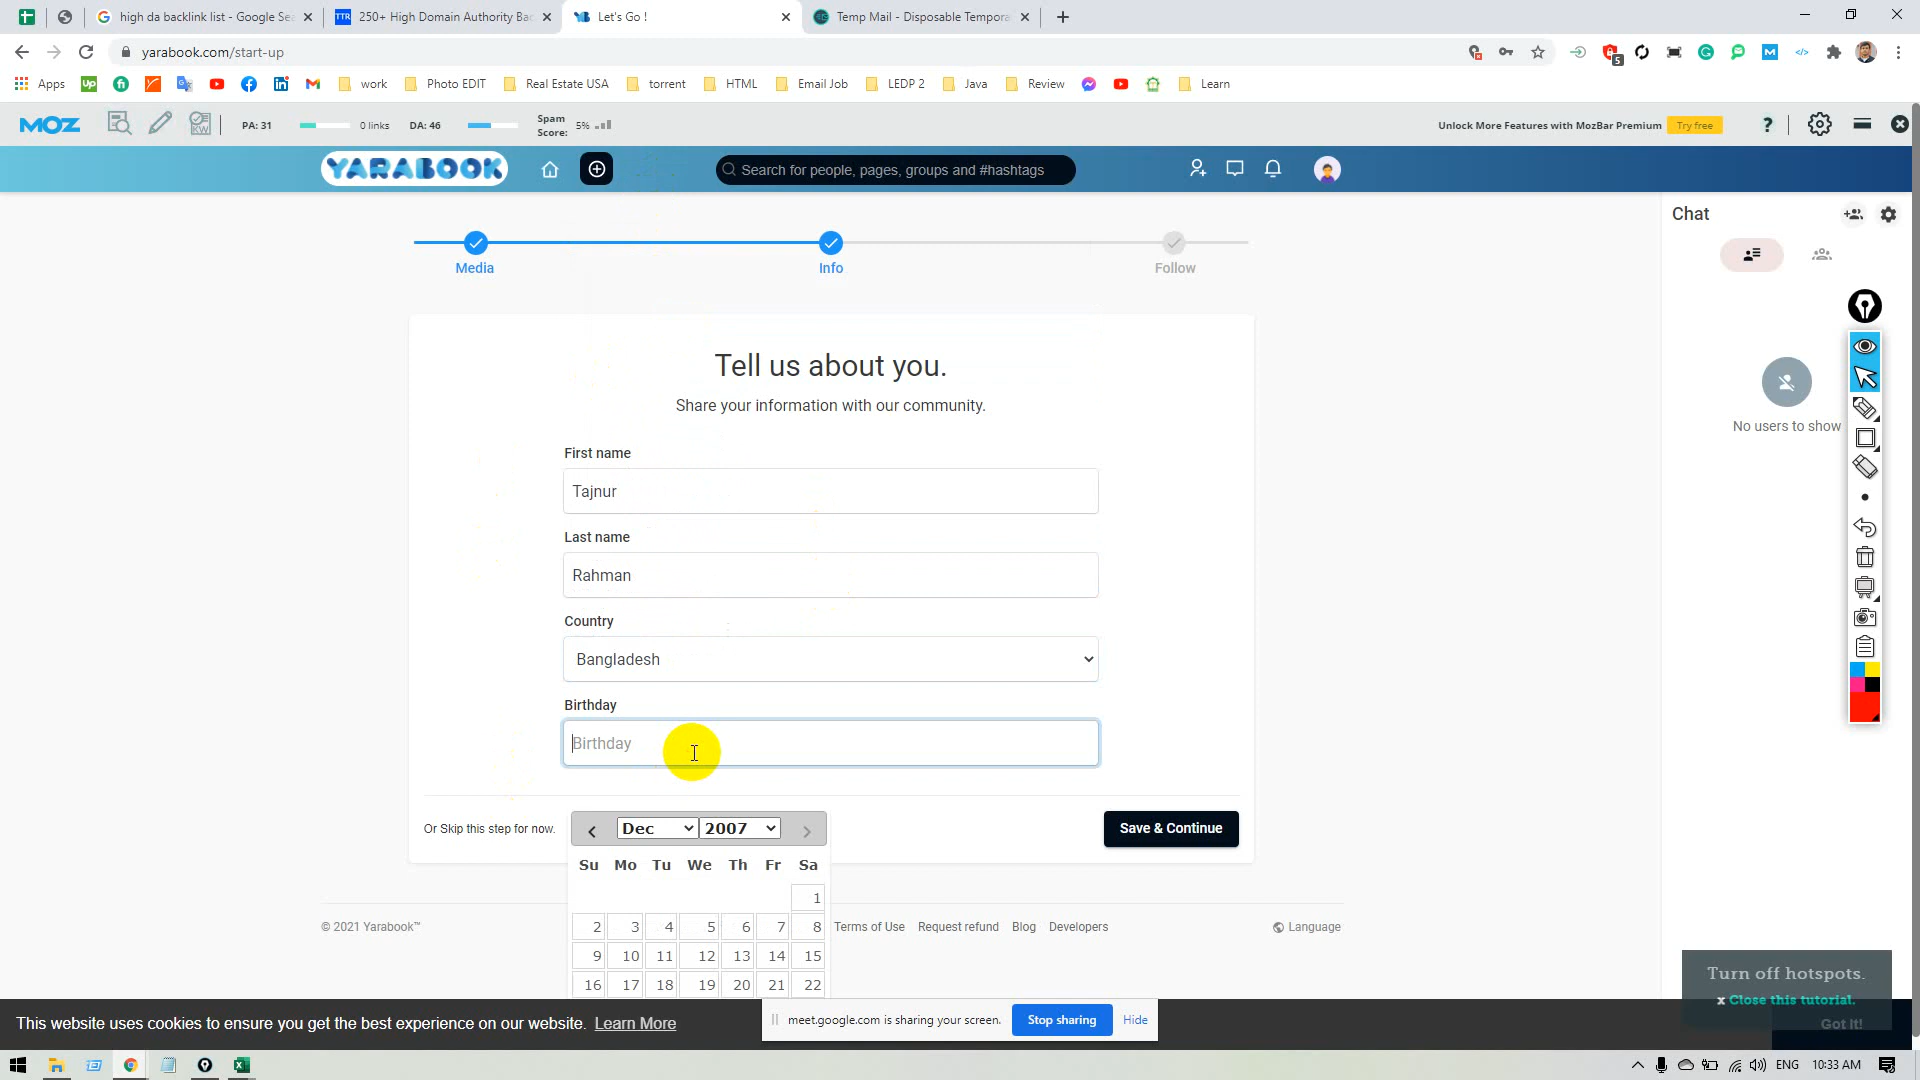 high da backlink list - Google Se
250+ High Domain Authority Bac
Let's Go !
Temp Mail - Disposable Tempora
yarabook.com/start-up
Apps
work
Photo EDIT
Real Estate USA
torrent
HTML
Email Job
LEDP 2
Java
Review
Learn
MOZ
PA: 31
0 links
DA: 46
Spam Score: 5%
Unlock More Features with MozBar Premium
Try free
YARABOOK
Search for people, pages, groups and #hashtags
Chat
Media
Info
Follow
Tell us about you.
Share your information with our community.
First name
Tajnur
Last name
Rahman
Country
Bangladesh
Birthday
Birthday
No users to show
Or Skip this step for now.
Dec 2007
Save & Continue
Su Mo Tu We Th Fr Sa
1
2 3 4 5 6 7 8
9 10 11 12 13 14 15
16 17 18 19 20 21 22
© 2021 Yarabook™
Terms of Use Request refund Blog Developers
Language
Turn off hotspots.
x Close this tutorial.
Got It!
This website uses cookies to ensure you get the best experience on our website. Learn More
meet.google.com is sharing your screen.
Stop sharing
Hide
ENG
10:33 AM